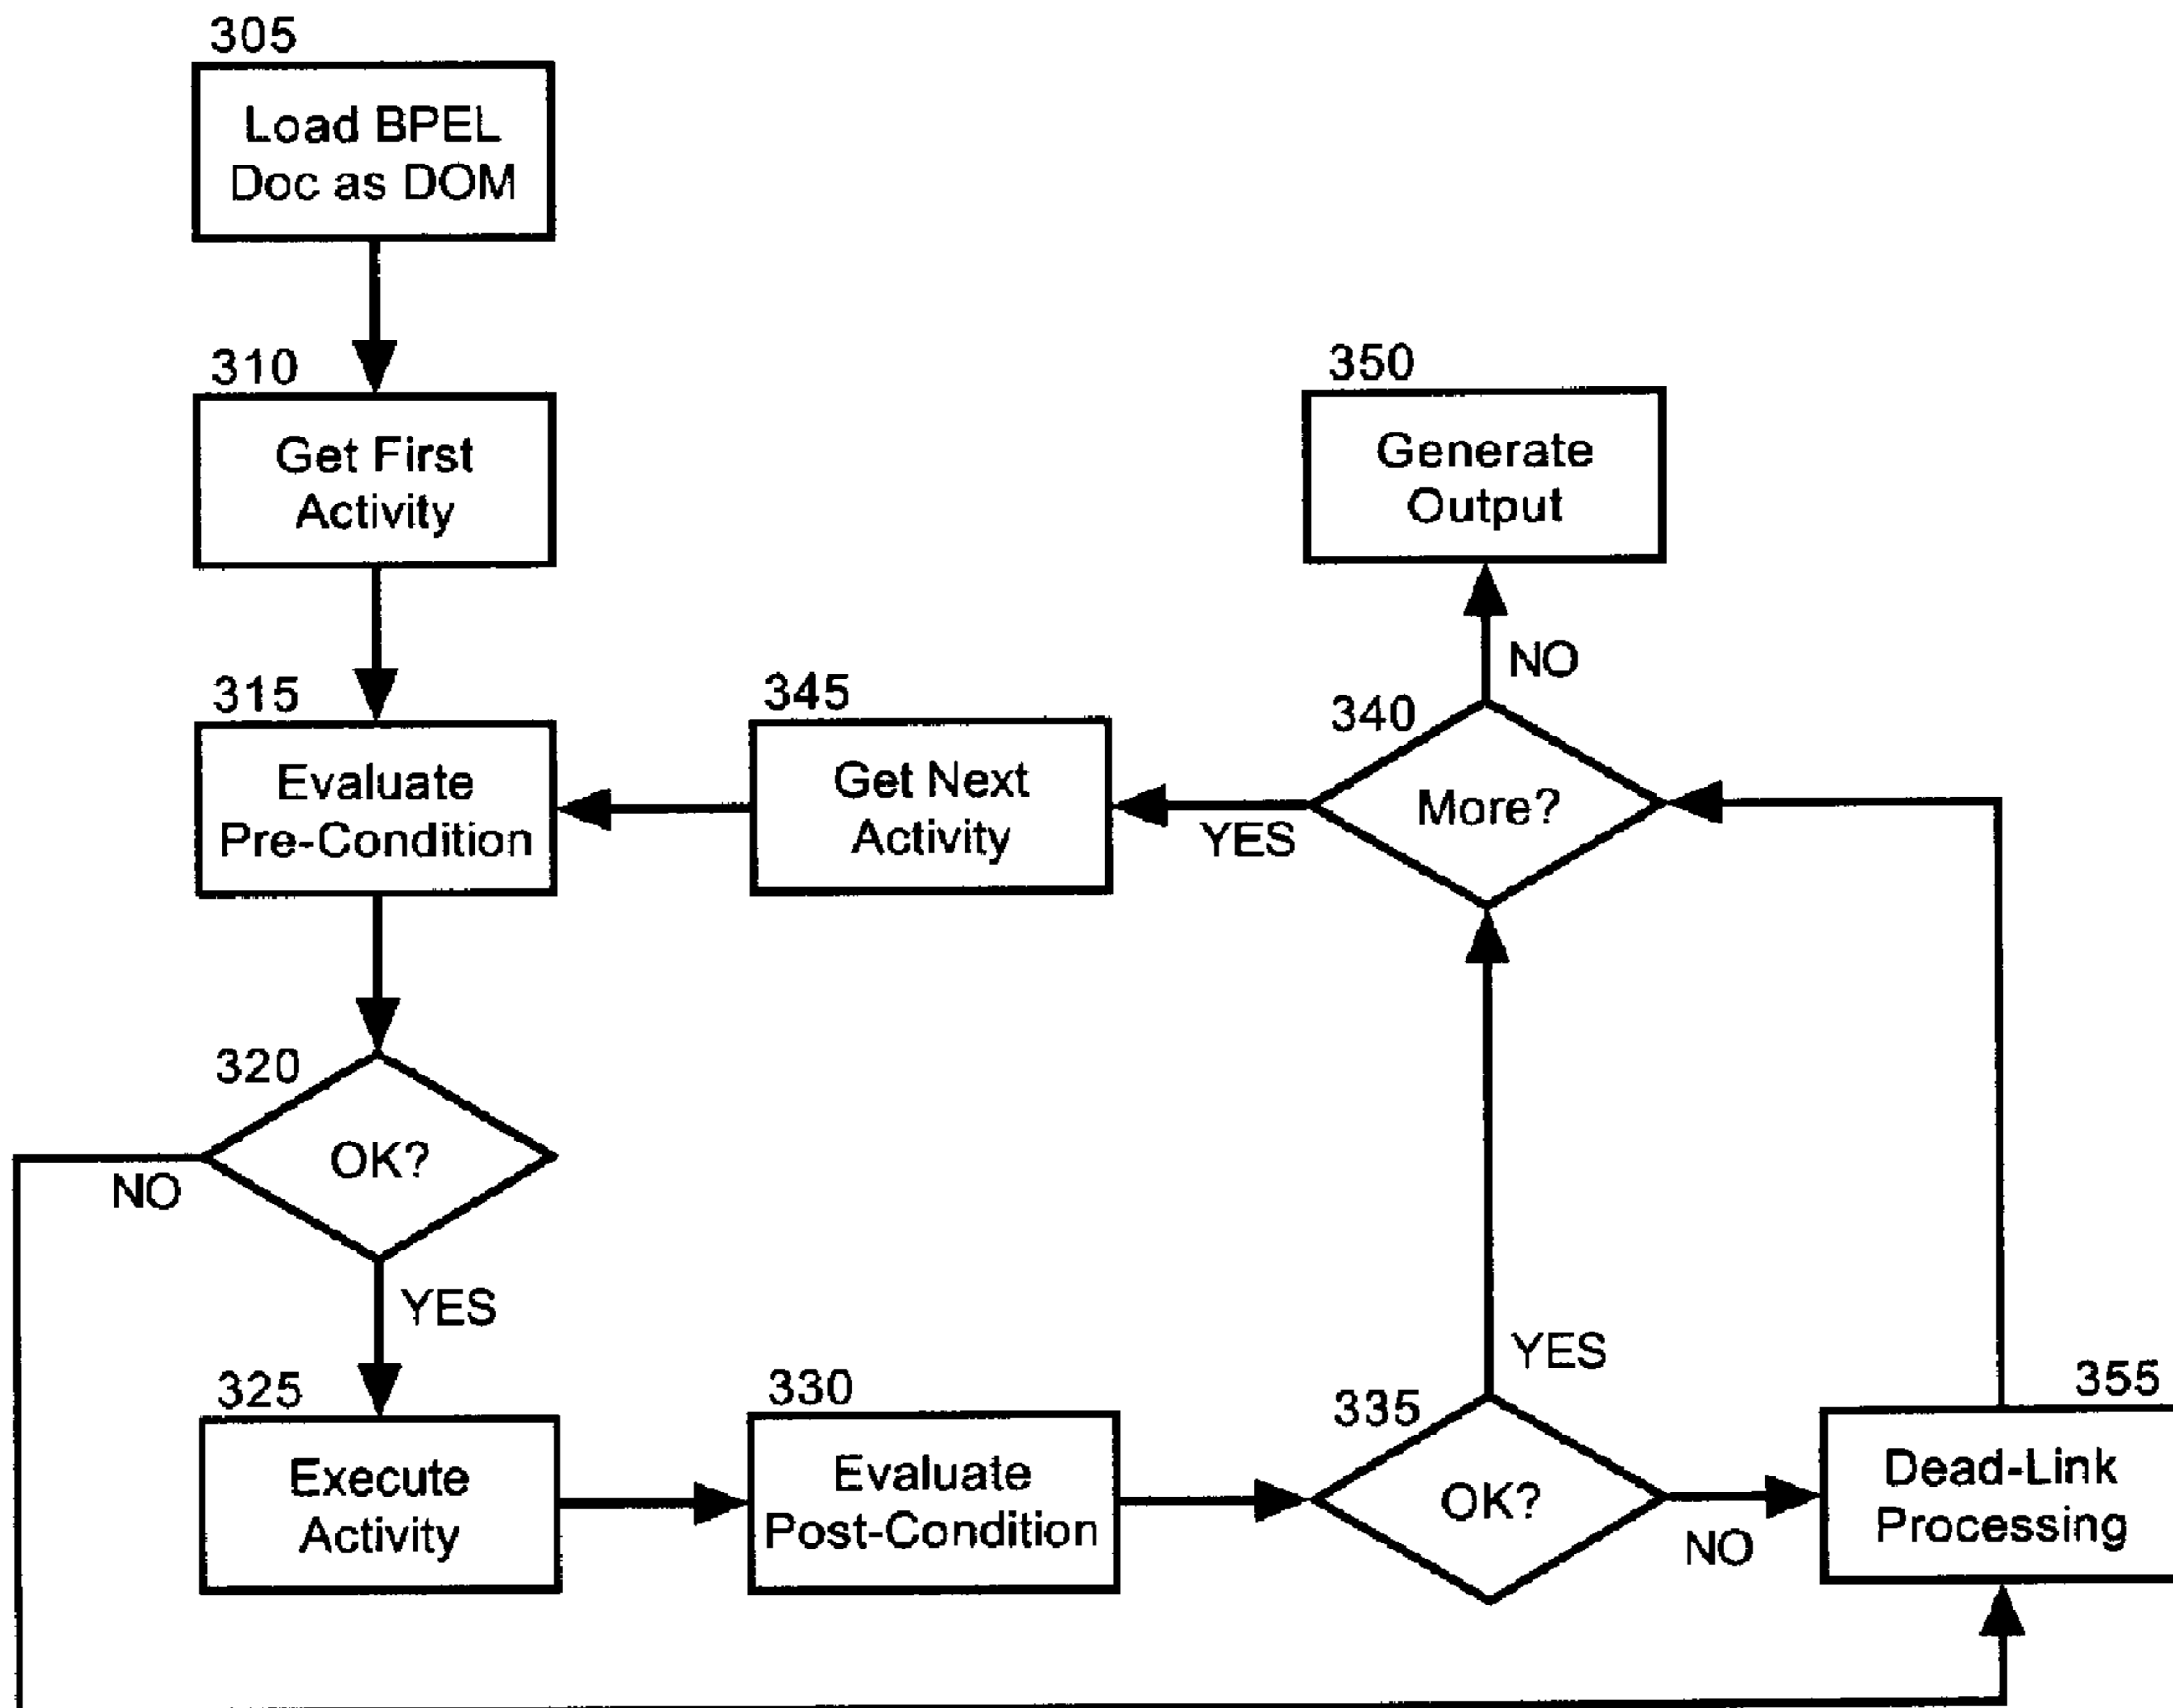 305
Load BPEL
Doc as DOM
310
Get First
Activity
350
Generate
Output
NO
315
Evaluate
Pre-Condition
345
Get Next
Activity
340
More?
YES
320
OK?
NO
YES
325
Execute
Activity
330
Evaluate
Post-Condition
335
OK?
YES
NO
355
Dead-Link
Processing